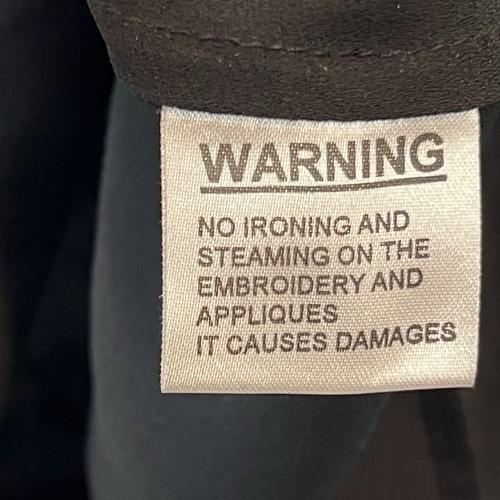 WARNING
NO IRONING AND
STEAMING ON THE
EMBROIDERY AND
APPLIQUES
IT CAUSES DAMAGES